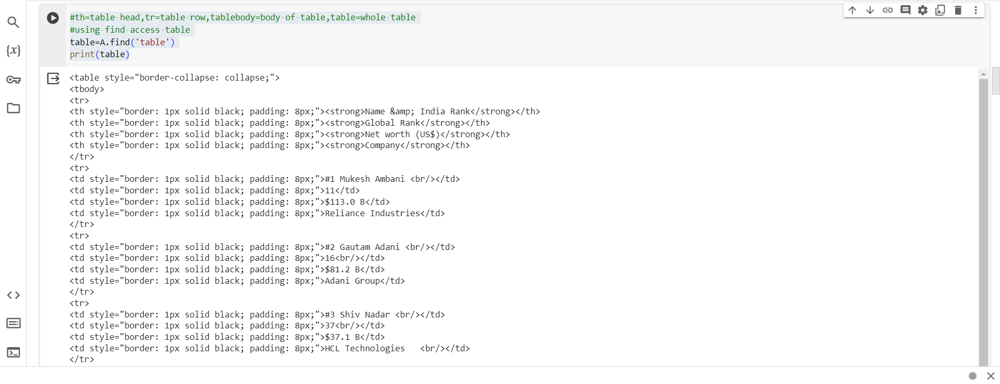 #th=table head,tr=table row,tablebody=body of table,table=whole table
#using find access table
table=A.find('table')
print(table)
<table style="border-collapse: collapse;">
<tbody>
<tr>
<th style="border: 1px solid black; padding: 8px;"><strong>Name &amp; India Rank</strong></th>
<th style="border: 1px solid black; padding: 8px;"><strong>Global Rank</strong></th>
<th style="border: 1px solid black; padding: 8px;"><strong>Net worth (US$)</strong></th>
<th style="border: 1px solid black; padding: 8px;"><strong>Company</strong></th>
</tr>
<tr>
<td style="border: 1px solid black; padding: 8px;">#1 Mukesh Ambani <br/></td>
<td style="border: 1px solid black; padding: 8px;">11</td>
<td style="border: 1px solid black; padding: 8px;">$113.0 B</td>
<td style="border: 1px solid black; padding: 8px;">Reliance Industries</td>
</tr>
<tr>
<td style="border: 1px solid black; padding: 8px;">#2 Gautam Adani <br/></td>
<td style="border: 1px solid black; padding: 8px;">16<br/></td>
<td style="border: 1px solid black; padding: 8px;">$81.2 B</td>
<td style="border: 1px solid black; padding: 8px;">Adani Group</td>
</tr>
<tr>
<td style="border: 1px solid black; padding: 8px;">#3 Shiv Nadar <br/></td>
<td style="border: 1px solid black; padding: 8px;">37<br/></td>
<td style="border: 1px solid black; padding: 8px;">$37.1 B</td>
<td style="border: 1px solid black; padding: 8px;">HCL Technologies   <br/></td>
</tr>